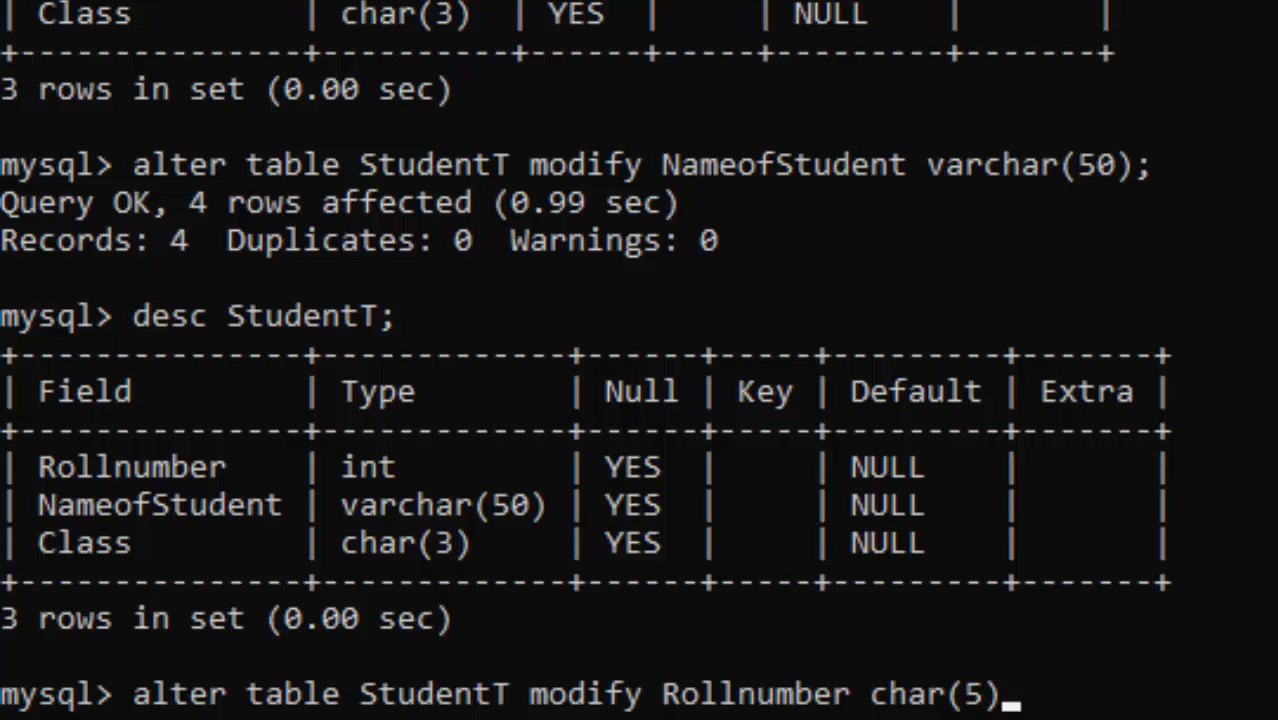 | Class          | char(3)  | YES  |     | NULL    |       |
+----------------+----------+------+-----+---------+-------+
3 rows in set (0.00 sec)
mysql> alter table StudentT modify NameofStudent varchar(50);
Query OK, 4 rows affected (0.99 sec)
Records: 4  Duplicates: 0  Warnings: 0
mysql> desc StudentT;
+---------------+-------------+------+-----+---------+-------+
| Field         | Type        | Null | Key | Default | Extra |
+---------------+-------------+------+-----+---------+-------+
| Rollnumber    | int         | YES  |     | NULL    |       |
| NameofStudent | varchar(50) | YES  |     | NULL    |       |
| Class         | char(3)     | YES  |     | NULL    |       |
+---------------+-------------+------+-----+---------+-------+
3 rows in set (0.00 sec)
mysql> alter table StudentT modify Rollnumber char(5)_